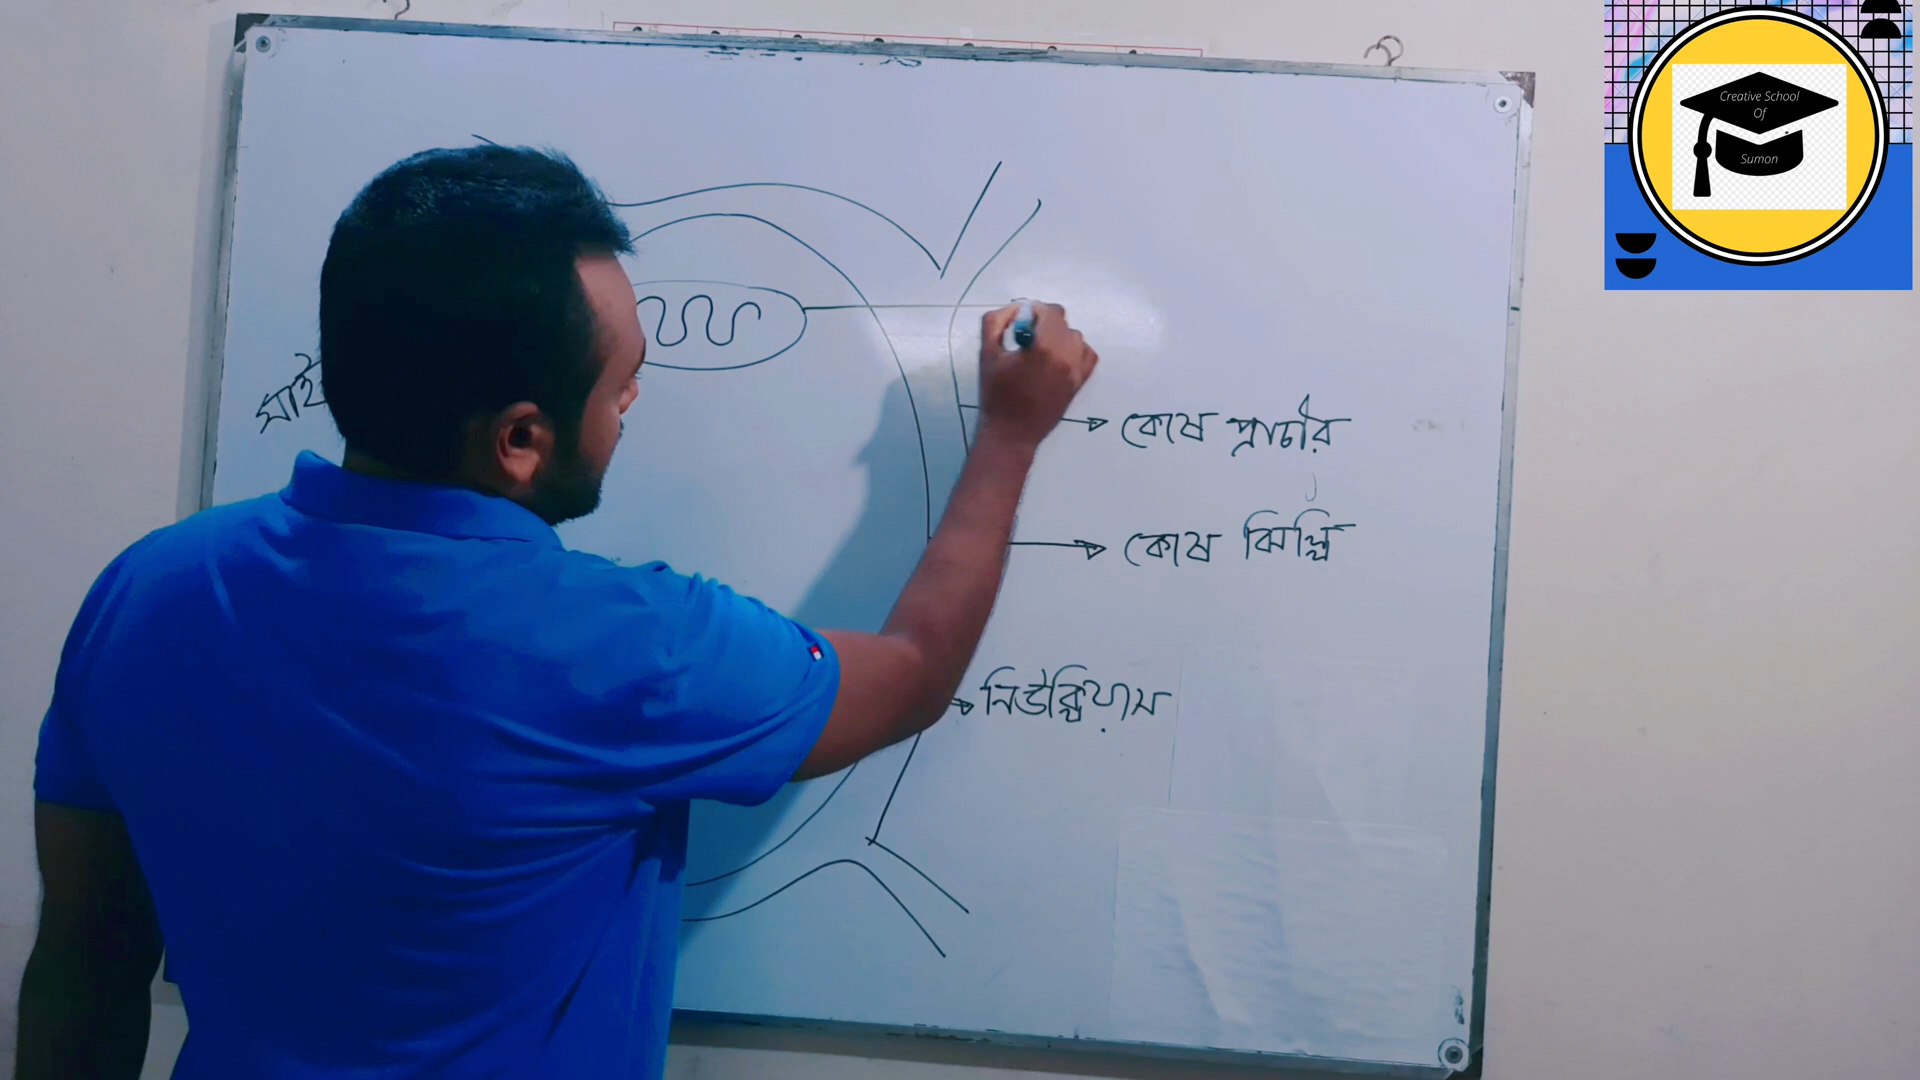 Creative School
Of
Sumon
কোষ প্রাচীর
কোষ ঝিল্লি
নিউক্লিয়াস